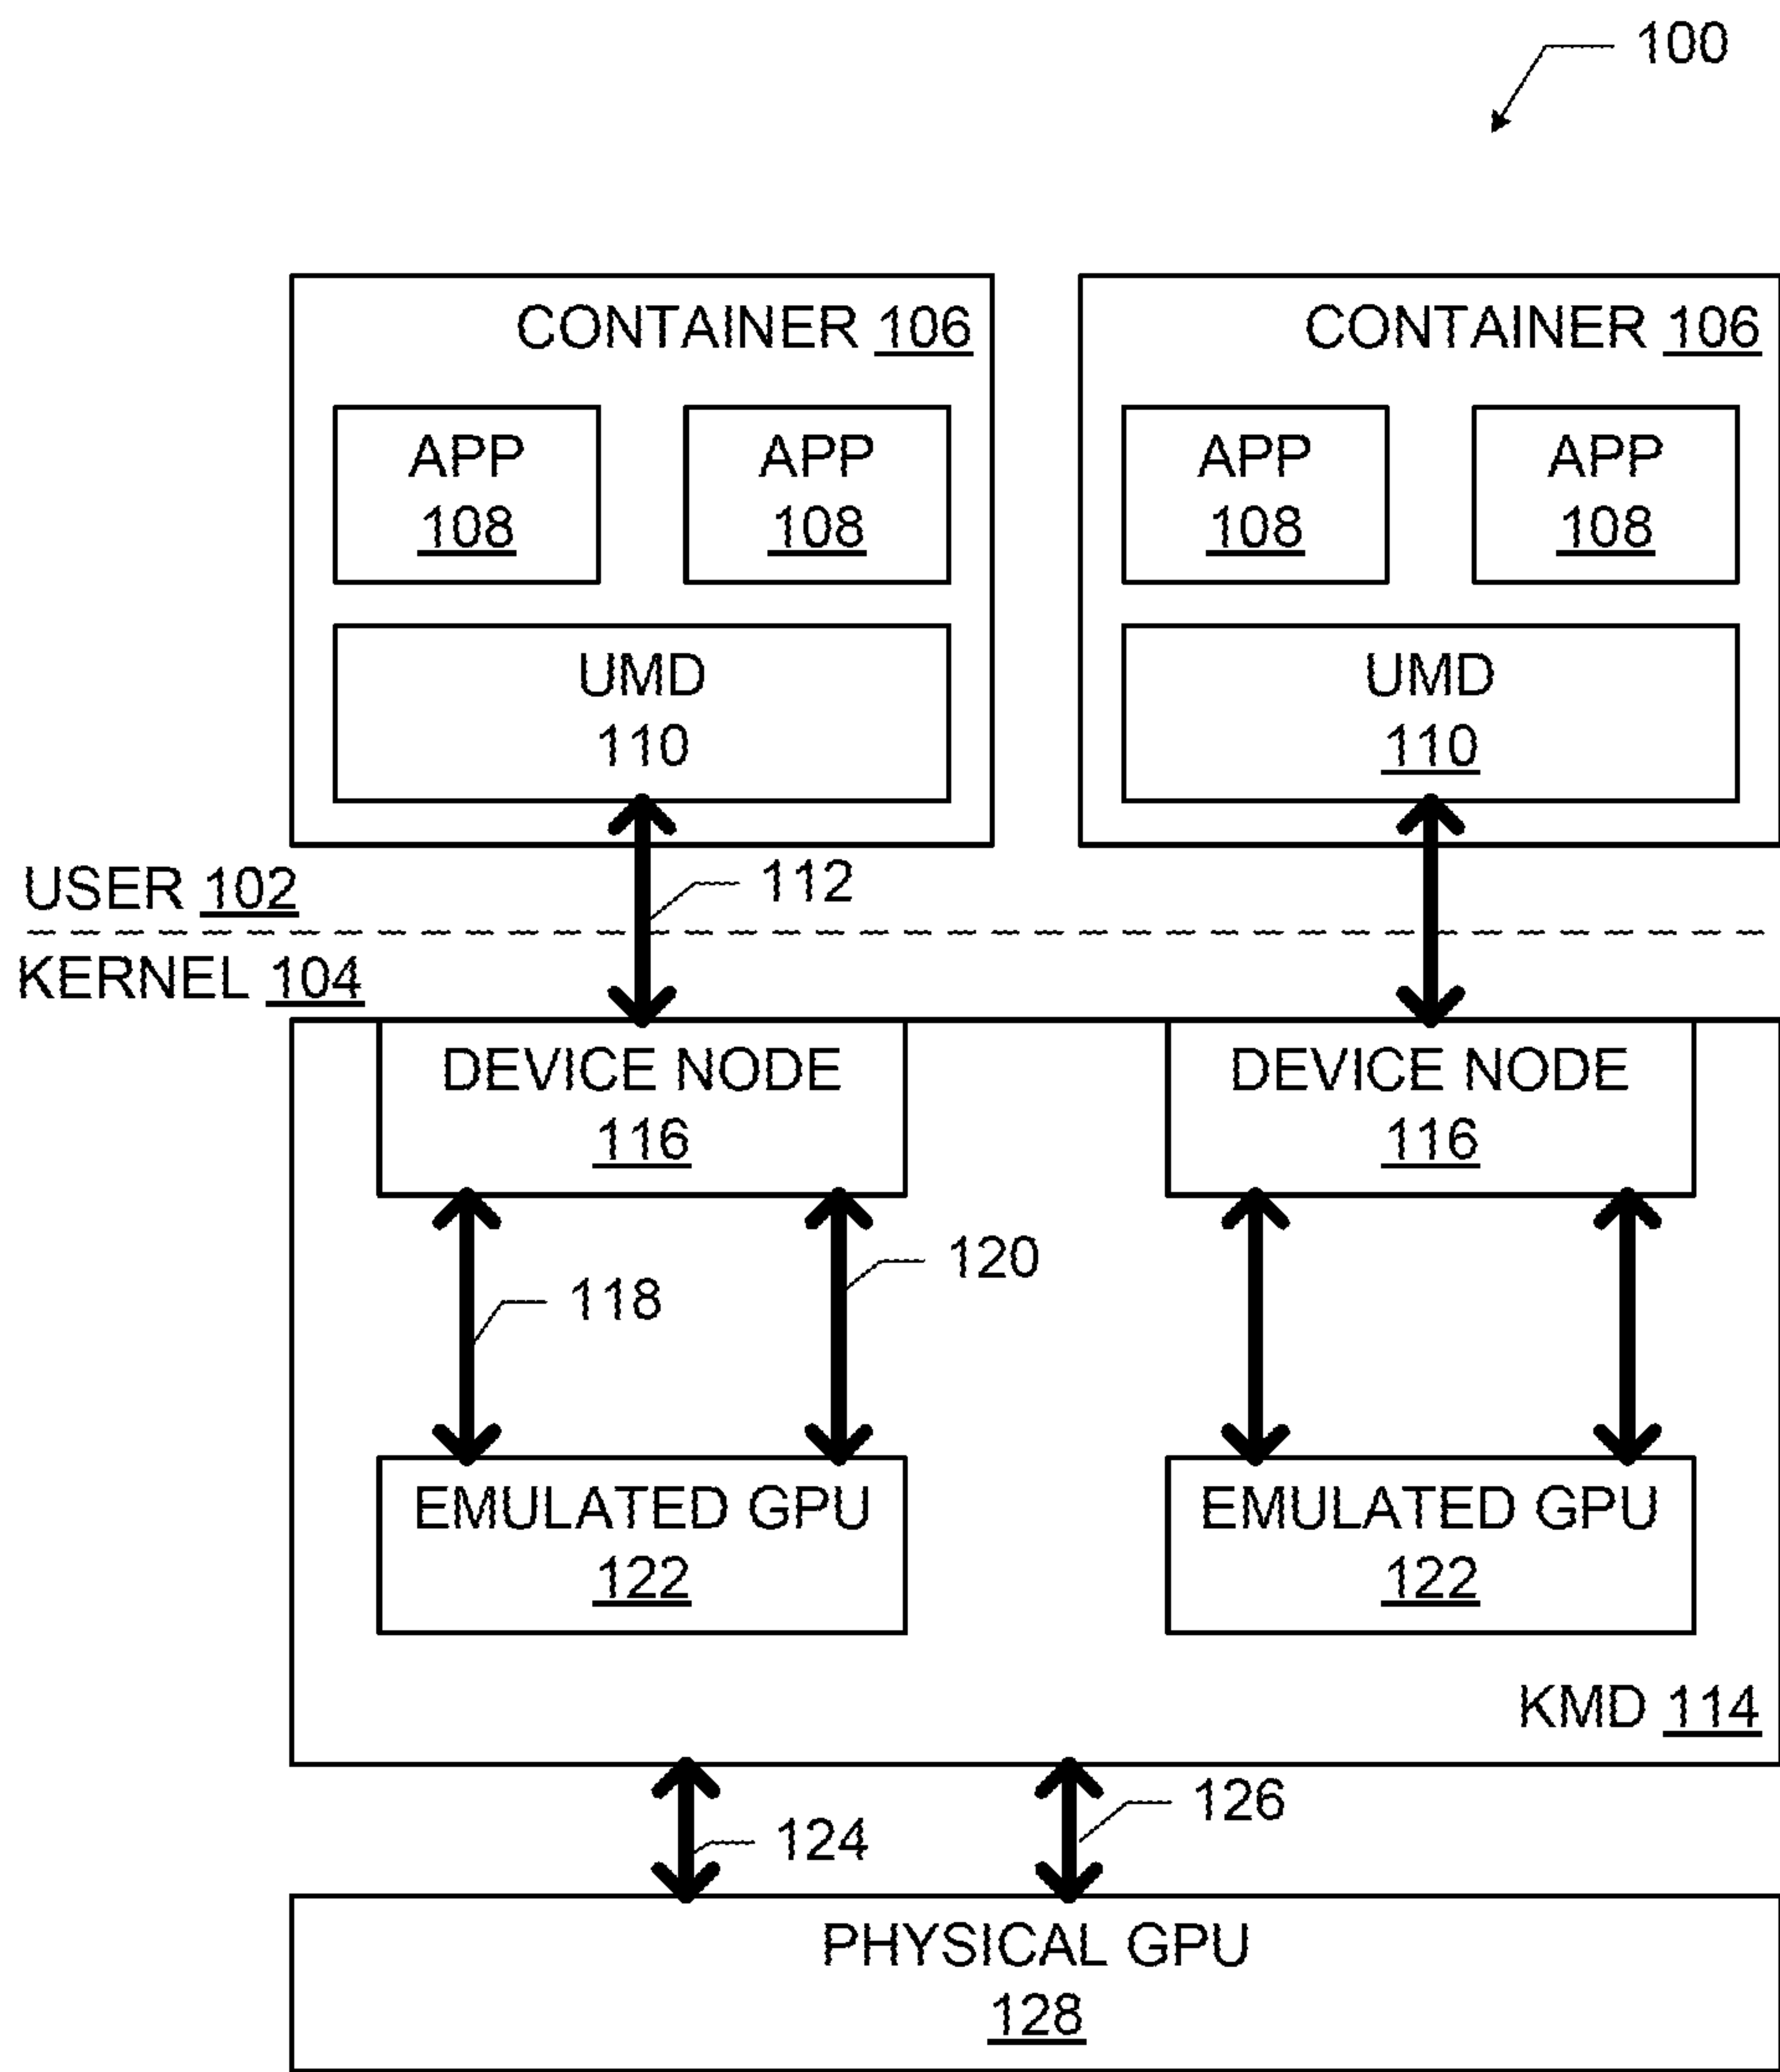 100
CONTAINER 106
CONTAINER 106
APP
108
APP
108
APP
108
APP
108
UMD
110
UMD
110
USER 102
112
KERNEL 104
DEVICE NODE
116
DEVICE NODE
116
118
120
EMULATED GPU
122
EMULATED GPU
122
KMD 114
124
126
PHYSICAL GPU
128